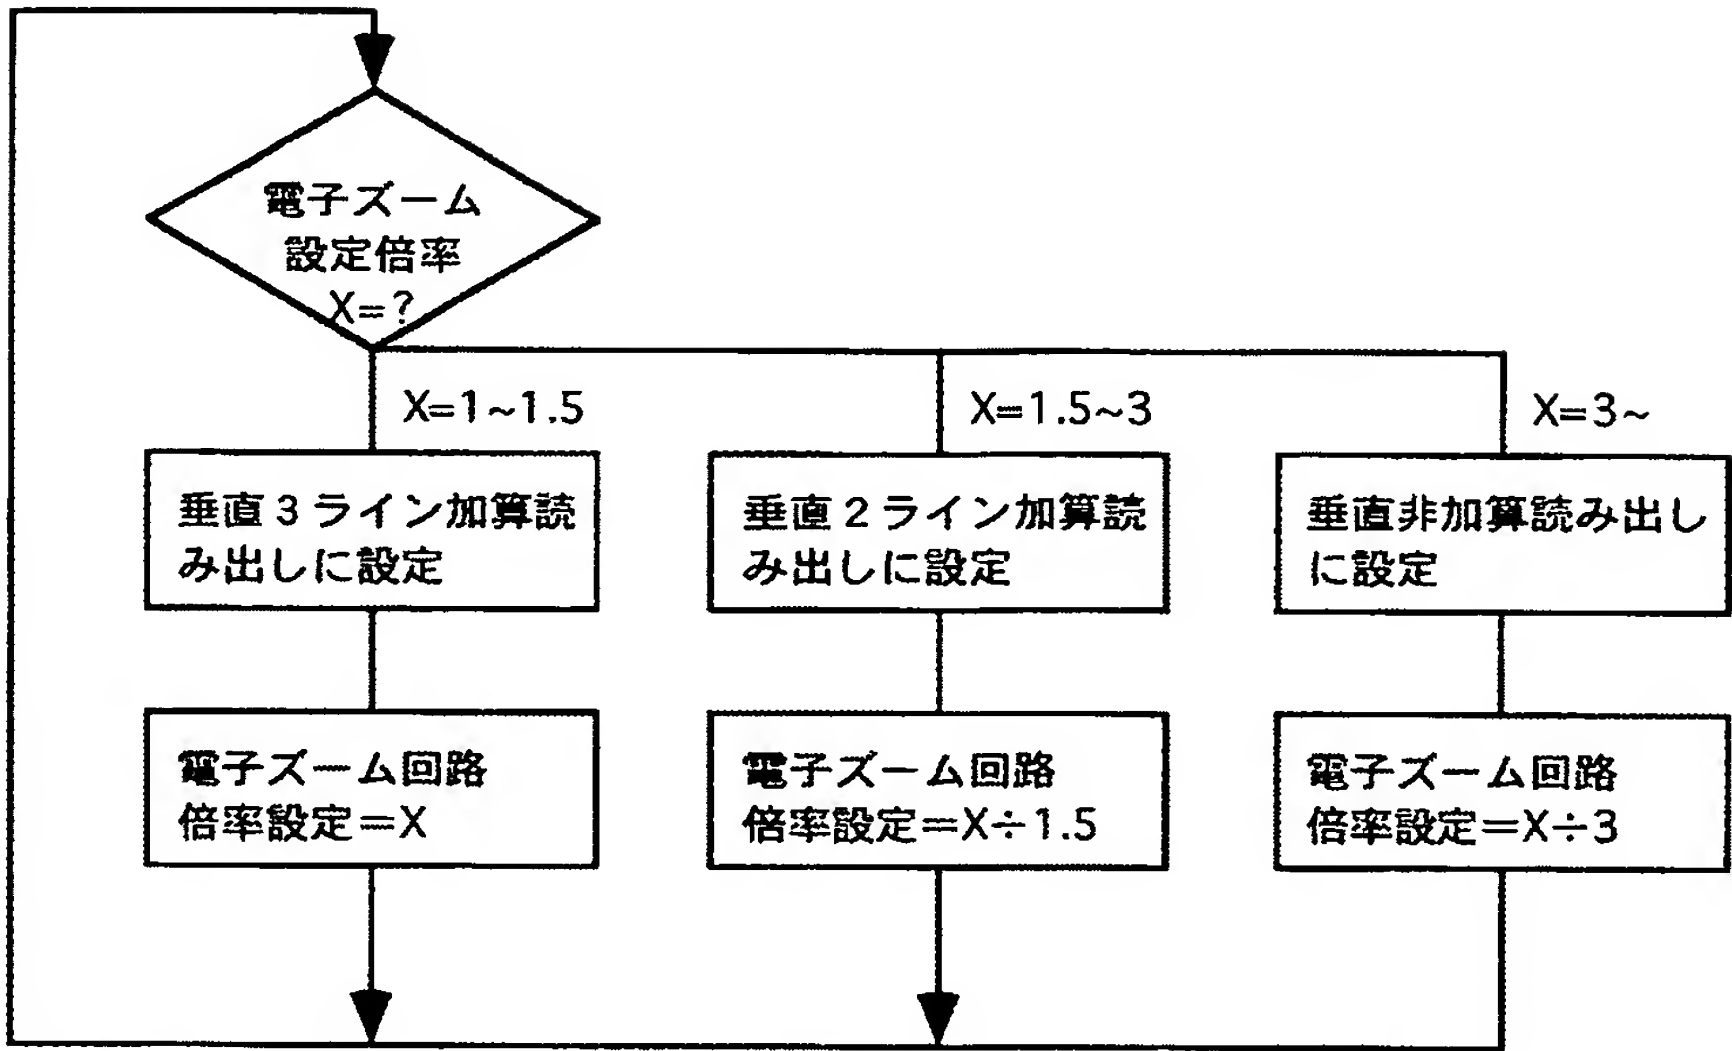 電子ズーム
設定倍率
X=?
X=1~1.5
X=1.5~3
X=3~
垂直3ライン加算読
み出しに設定
垂直2ライン加算読
み出しに設定
垂直非加算読み出し
に設定
電子ズーム回路
倍率設定=X
電子ズーム回路
倍率設定=X÷1.5
電子ズーム回路
倍率設定=X÷3